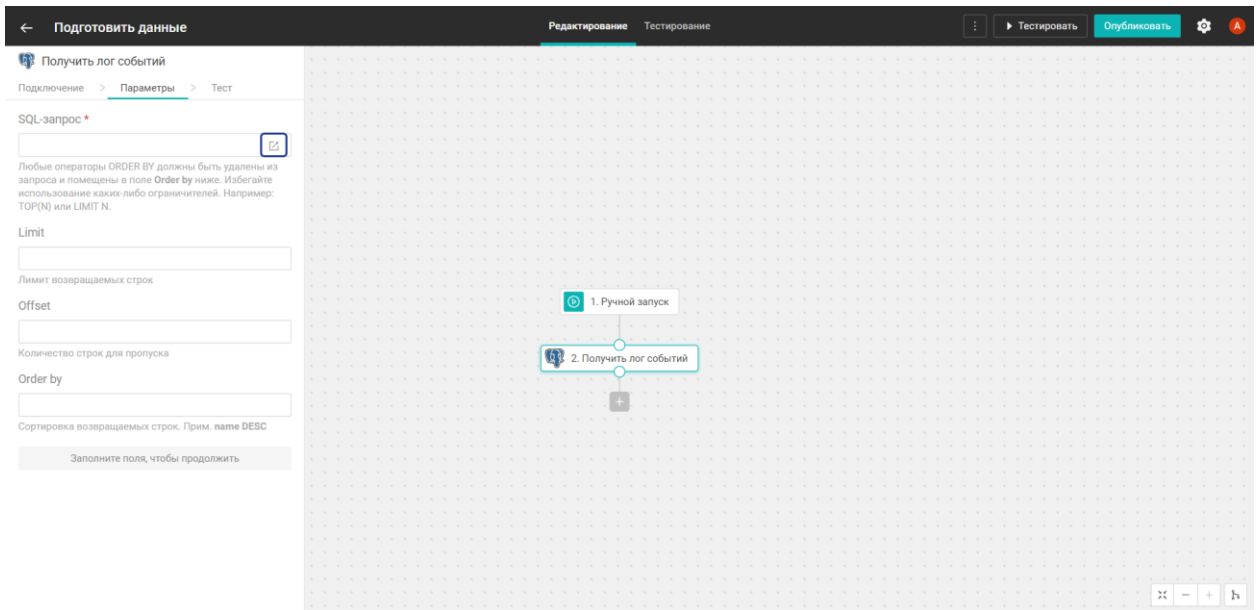 Подготовить данные
Редактирование Тестирование
Тестировать
Опубликовать
A
Получить лог событий
Подключение > Параметры > Тест
SQL-запрос *
Любые операторы ORDER BY должны быть удалены из
запроса и помещены в поле Order by ниже. Избегайте
использование каких-либо ограничителей. Например:
TOP(N) или LIMIT N.
Limit
Лимит возвращаемых строк
Offset
Количество строк для пропуска
Order by
Сортировка возвращаемых строк. Прим. name DESC
Заполните поля, чтобы продолжить
1. Ручной запуск
2. Получить лог событий